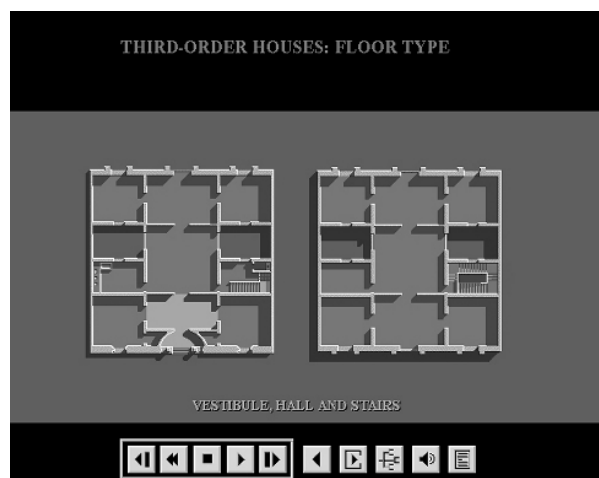 THIRD-ORDER HOUSES: FLOOR TYPE
VESTIBULE, HALL AND STAIRS